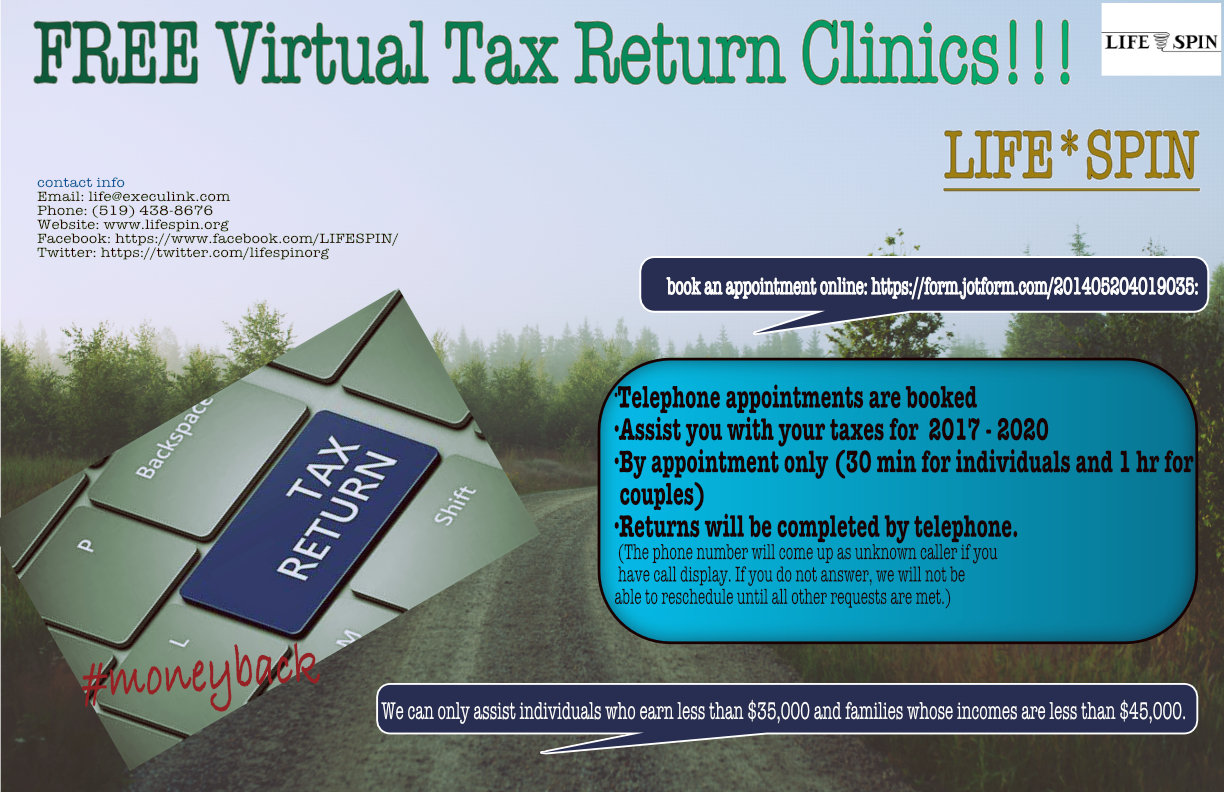 FREE Virtual Tax Return Clinics!!!
LIFE SPIN
LIFE*SPIN
contact info
Email: life@execulink.com
Phone: (519) 438-8676
Website: www.lifespin.org
Facebook: https://www.facebook.com/LIFESPIN/
Twitter: https://twitter.com/lifespinorg
book an appointment online: https://form.jotform.com/201405204019035:
•Telephone appointments are booked
•Assist you with your taxes for 2017 - 2020
•By appointment only (30 min for individuals and 1 hr for
couples)
•Returns will be completed by telephone.
(The phone number will come up as unknown caller if you
have call display. If you do not answer, we will not be
able to reschedule until all other requests are met.)
Backspace
TAX
RETURN
Shift
P
L
M
#moneyback
We can only assist individuals who earn less than $35,000 and families whose incomes are less than $45,000.